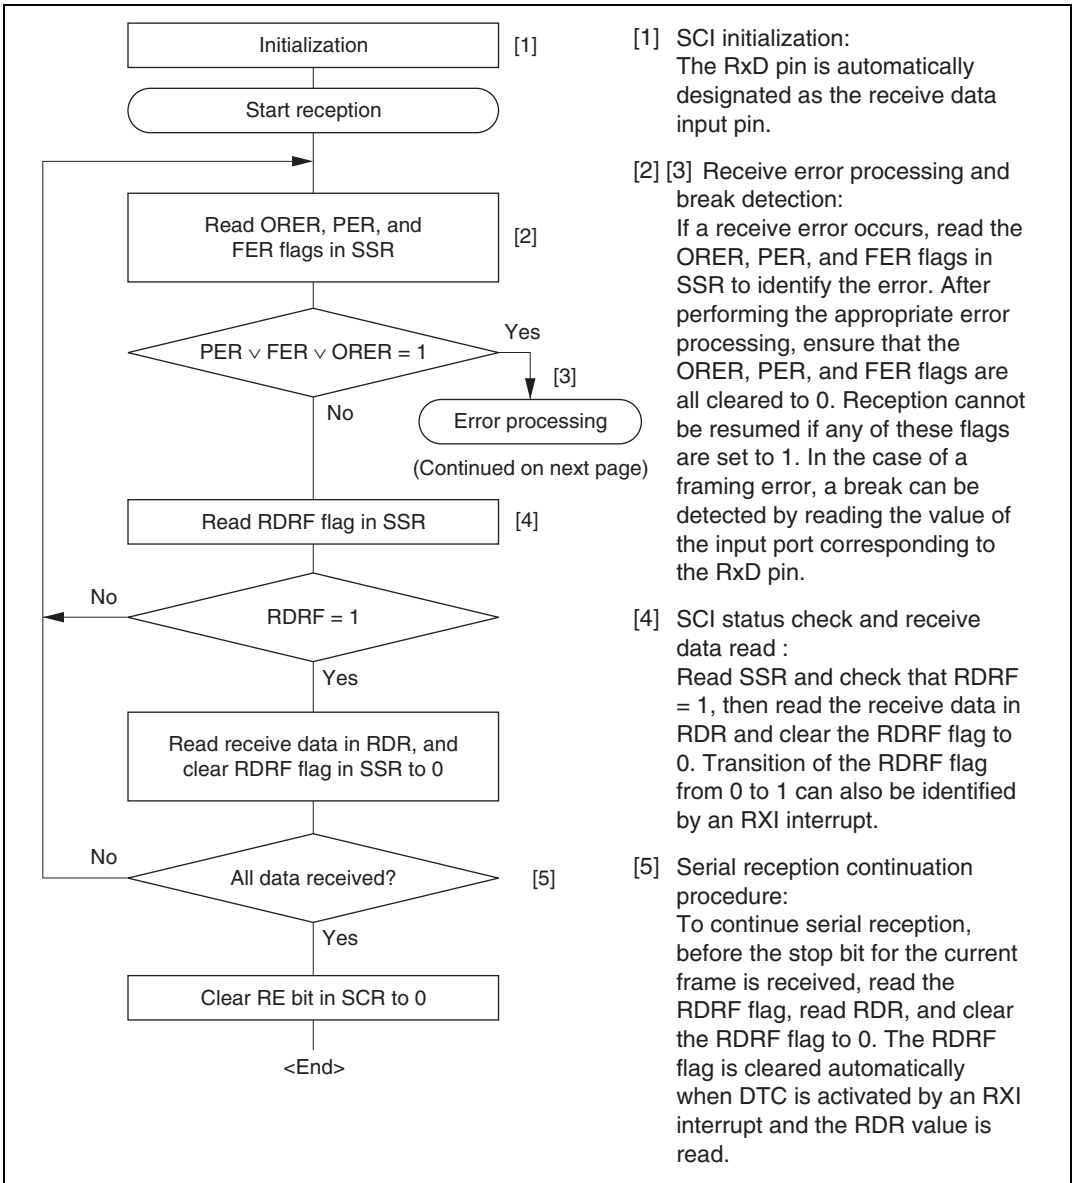 Initialization
[1]
Start reception
Read ORER, PER, and
FER flags in SSR
[2]
PER ∨ FER ∨ ORER = 1
Yes
[3]
No
Error processing
(Continued on next page)
Read RDRF flag in SSR
[4]
No
RDRF = 1
Yes
Read receive data in RDR, and
clear RDRF flag in SSR to 0
No
All data received?
[5]
Yes
Clear RE bit in SCR to 0
<End>
[1] SCI initialization:
The RxD pin is automatically
designated as the receive data
input pin.
[2] [3] Receive error processing and
break detection:
If a receive error occurs, read the
ORER, PER, and FER flags in
SSR to identify the error. After
performing the appropriate error
processing, ensure that the
ORER, PER, and FER flags are
all cleared to 0. Reception cannot
be resumed if any of these flags
are set to 1. In the case of a
framing error, a break can be
detected by reading the value of
the input port corresponding to
the RxD pin.
[4] SCI status check and receive
data read :
Read SSR and check that RDRF
= 1, then read the receive data in
RDR and clear the RDRF flag to
0. Transition of the RDRF flag
from 0 to 1 can also be identified
by an RXI interrupt.
[5] Serial reception continuation
procedure:
To continue serial reception,
before the stop bit for the current
frame is received, read the
RDRF flag, read RDR, and clear
the RDRF flag to 0. The RDRF
flag is cleared automatically
when DTC is activated by an RXI
interrupt and the RDR value is
read.